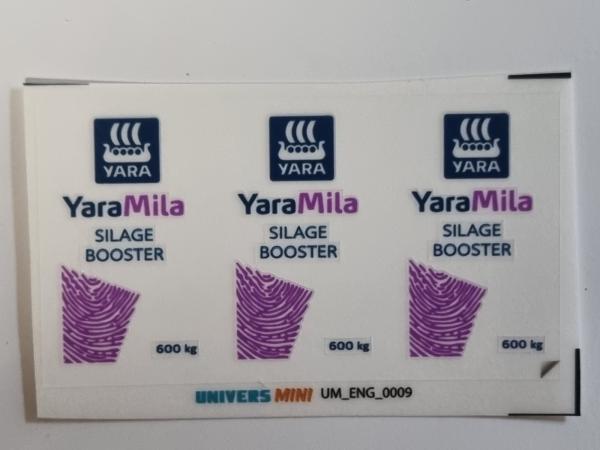 YARA
YaraMila
SILAGE
BOOSTER
600 kg
YARA
YaraMila
SILAGE
BOOSTER
600 kg
YARA
YaraMila
SILAGE
BOOSTER
600 kg
UNIVERS MINI UM_ENG_0009